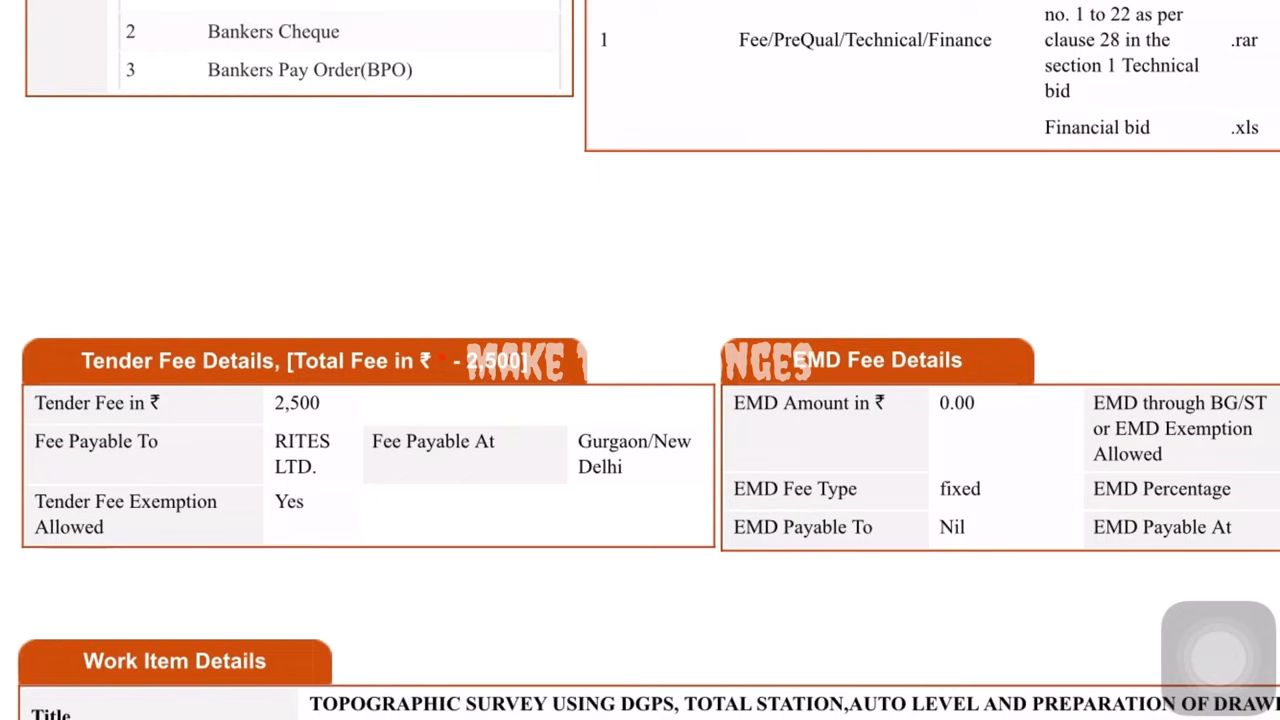 2 Bankers Cheque
3 Bankers Pay Order(BPO)
no. 1 to 22 as per
1 Fee/PreQual/Technical/Finance clause 28 in the .rar
section 1 Technical
bid
Financial bid .xls
Tender Fee Details, [Total Fee in ₹ * - 2,500]
Tender Fee in ₹ 2,500
Fee Payable To RITES LTD. Fee Payable At Gurgaon/New Delhi
Tender Fee Exemption Allowed Yes
MAKE NGES
EMD Fee Details
EMD Amount in ₹ 0.00 EMD through BG/ST
or EMD Exemption
Allowed
EMD Fee Type fixed EMD Percentage
EMD Payable To Nil EMD Payable At
Work Item Details
Title TOPOGRAPHIC SURVEY USING DGPS, TOTAL STATION,AUTO LEVEL AND PREPARATION OF DRAWI